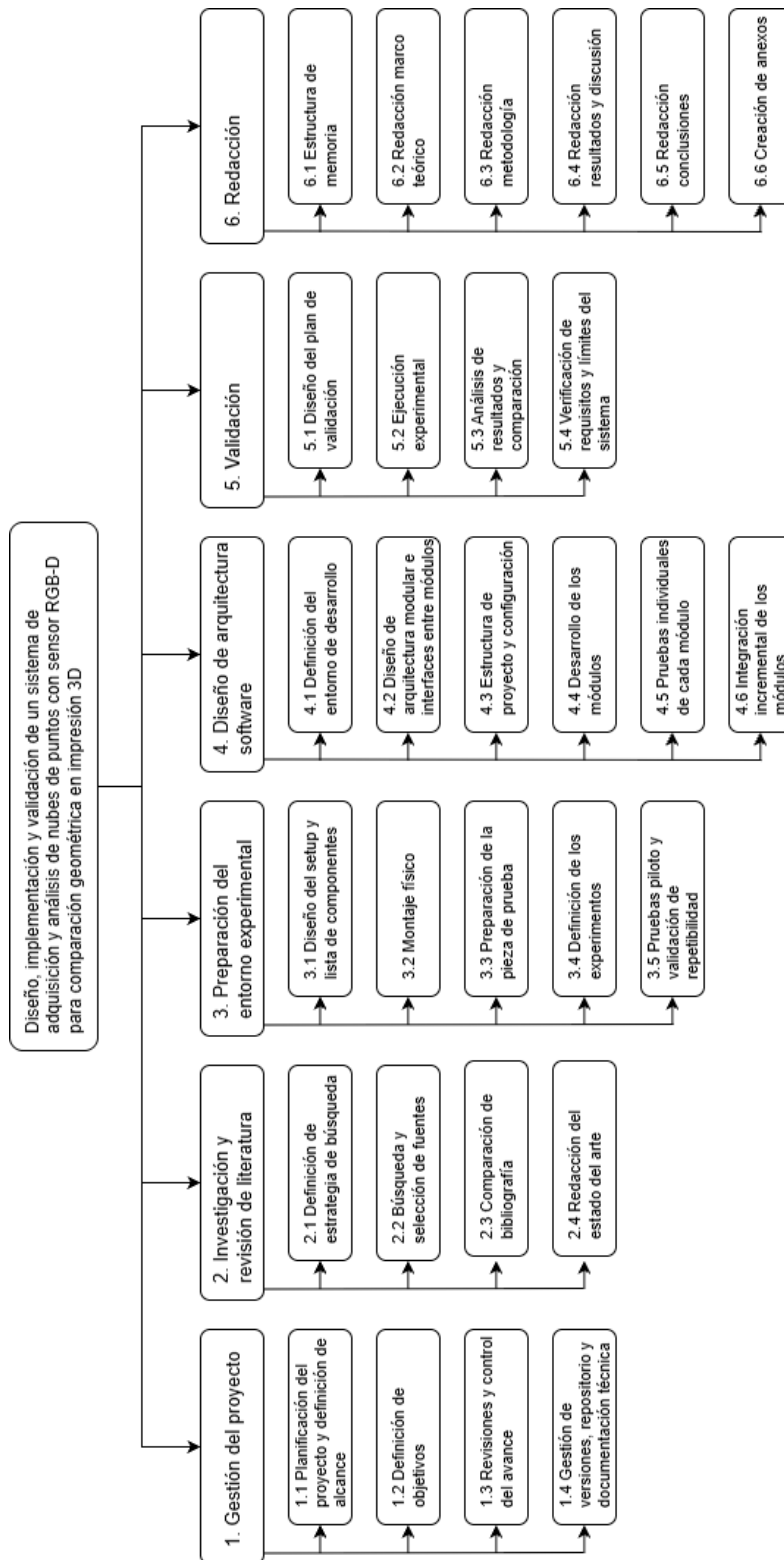 Diseño, implementación y validación de un sistema de
adquisición y análisis de nubes de puntos con sensor RGB-D
para comparación geométrica en impresión 3D
1. Gestión del proyecto
1.1 Planificación del
proyecto y definición de
alcance
1.2 Definición de
objetivos
1.3 Revisiones y control
del avance
1.4 Gestión de
versiones, repositorio y
documentación técnica
2. Investigación y
revisión de literatura
2.1 Definición de
estrategia de búsqueda
2.2 Búsqueda y
selección de fuentes
2.3 Comparación de
bibliografía
2.4 Redacción del
estado del arte
3. Preparación del
entorno experimental
3.1 Diseño del setup y
lista de componentes
3.2 Montaje físico
3.3 Preparación de la
pieza de prueba
3.4 Definición de los
experimentos
3.5 Pruebas piloto y
validación de
repetibilidad
4. Diseño de arquitectura
software
4.1 Definición del
entorno de desarrollo
4.2 Diseño de
arquitectura modular e
interfaces entre módulos
4.3 Estructura de
proyecto y configuración
4.4 Desarrollo de los
módulos
4.5 Pruebas individuales
de cada módulo
4.6 Integración
incremental de los
módulos
5. Validación
5.1 Diseño del plan de
validación
5.2 Ejecución
experimental
5.3 Análisis de
resultados y
comparación
5.4 Verificación de
requisitos y límites del
sistema
6. Redacción
6.1 Estructura de
memoria
6.2 Redacción marco
teórico
6.3 Redacción
metodología
6.4 Redacción
resultados y discusión
6.5 Redacción
conclusiones
6.6 Creación de anexos